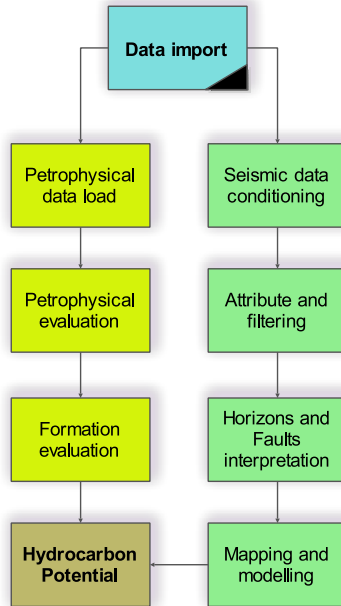 Data import
Petrophysical
data load
Petrophysical
evaluation
Formation
evaluation
Hydrocarbon
Potential
Seismic data
conditioning
Attribute and
filtering
Horizons and
Faults
interpretation
Mapping and
modelling